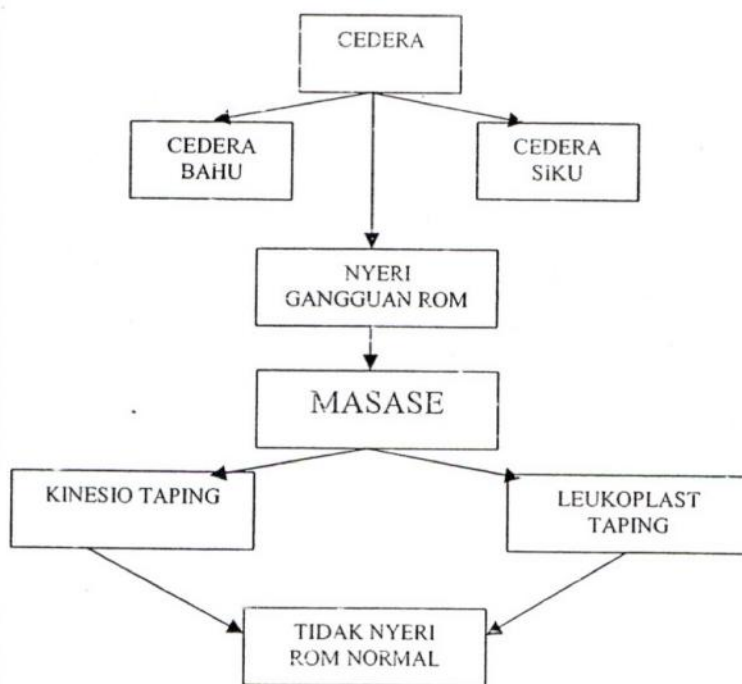 CEDERA
CEDERA
BAHU
CEDERA
SIKU
NYERI
GANGGUAN ROM
MASASE
KINESIO TAPING
LEUKOPLAST
TAPING
TIDAK NYERI
ROM NORMAL